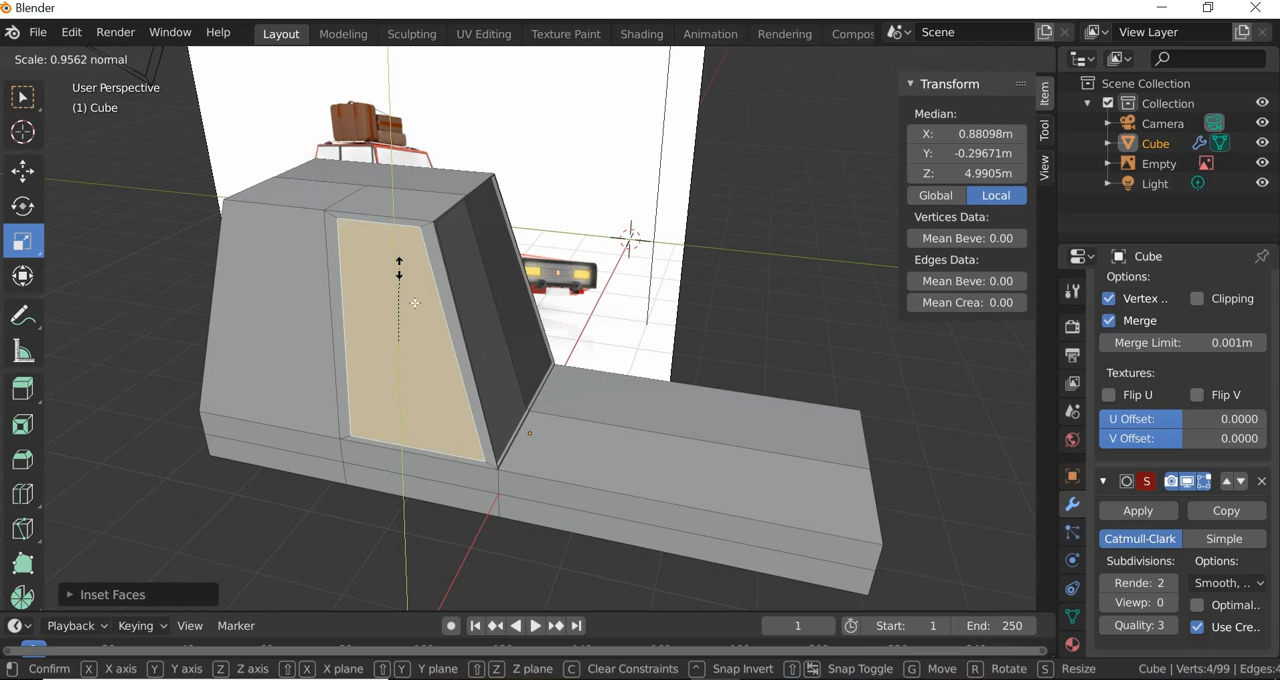 Blender
File Edit Render Window Help Layout Modeling Sculpting UV Editing Texture Paint Shading Animation Rendering Compos Scene View Layer
Scale: 0.9562 normal
User Perspective
(1) Cube
Transform
Median:
X: 0.88098m
Y: -0.29671m
Z: 4.9905m
Global Local
Vertices Data:
Mean Beve: 0.00
Edges Data:
Mean Beve: 0.00
Mean Crea: 0.00
Item
Tool
View
Scene Collection
Collection
Camera
Cube
Empty
Light
Cube
Options:
Vertex .. Clipping
Merge
Merge Limit: 0.001m
Textures:
Flip U Flip V
U Offset: 0.0000
V Offset: 0.0000
S
Apply Copy
Catmull-Clark Simple
Subdivisions: Options:
Rende: 2 Smooth, ..
Viewp: 0 Optimal..
Quality: 3 Use Cre..
Inset Faces
Playback Keying View Marker 1 Start: 1 End: 250
Confirm X X axis Y Y axis Z Z axis X X plane Y Y plane Z Z plane C Clear Constraints ^ Snap Invert Snap Toggle G Move R Rotate S Resize Cube | Verts:4/99 | Edges:4